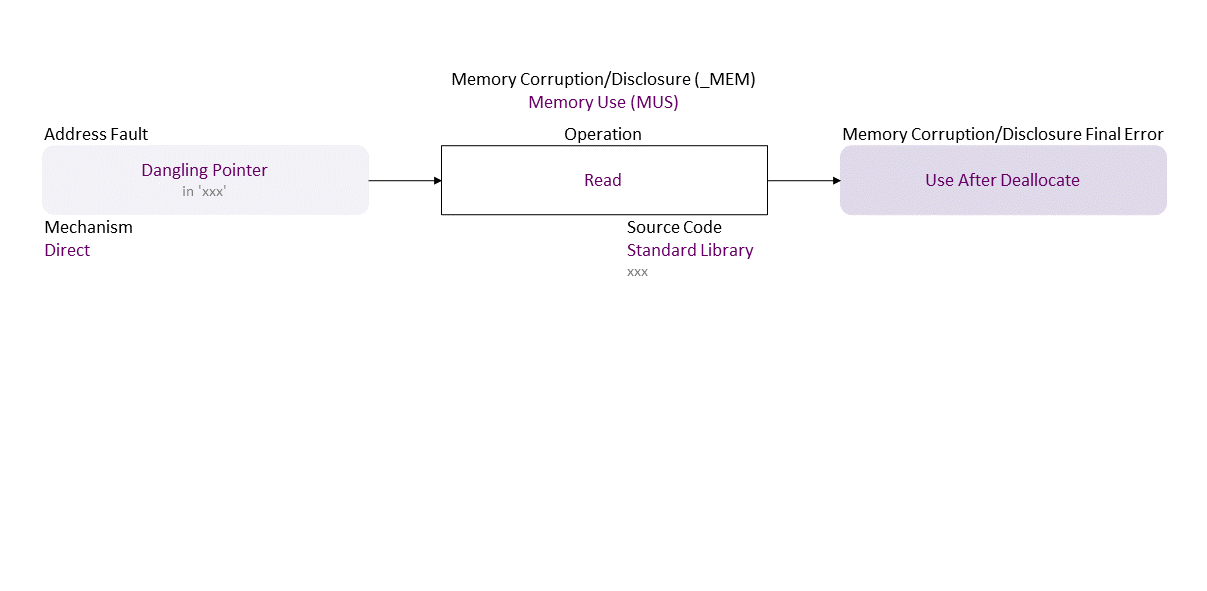 Memory Corruption/Disclosure (_MEM)
Memory Use (MUS)
Address Fault
Operation
Memory Corruption/Disclosure Final Error
Dangling Pointer
in 'xxx'
Read
Use After Deallocate
Mechanism
Direct
Source Code
Standard Library
xxx